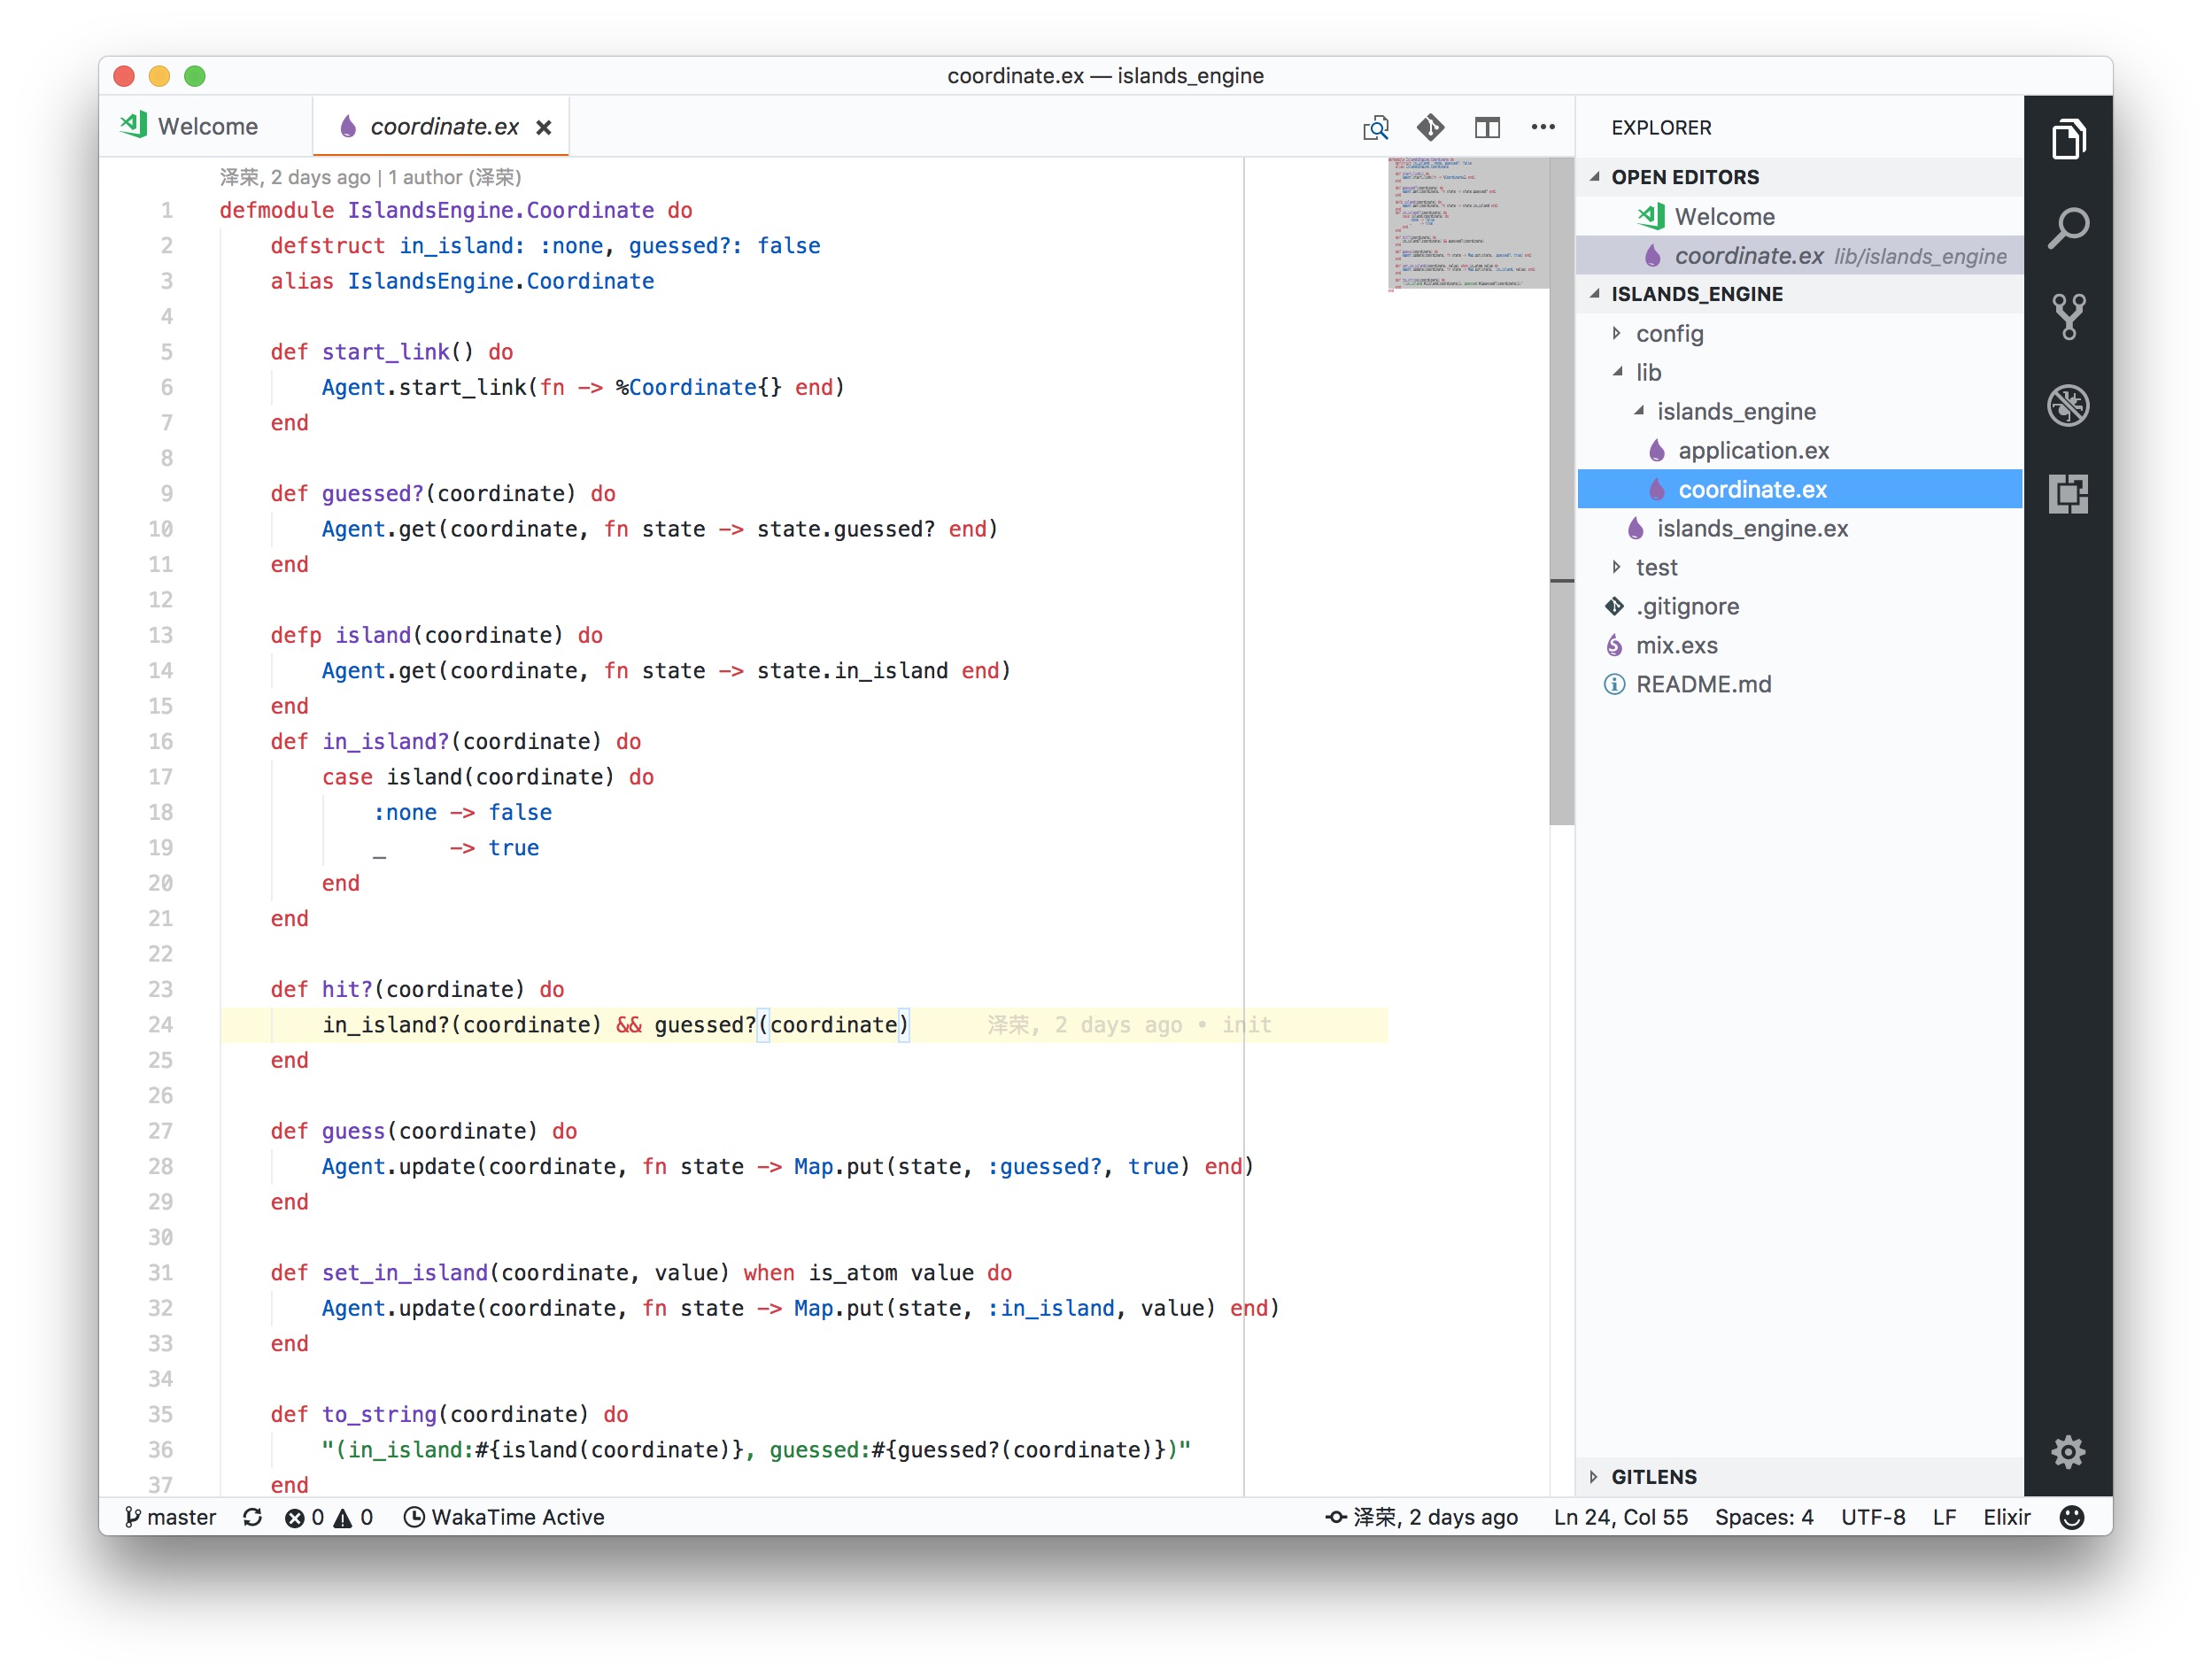 coordinate.ex — islands_engine
Welcome
coordinate.ex
泽荣, 2 days ago | 1 author (泽荣)
1 defmodule IslandsEngine.Coordinate do
2     defstruct in_island: :none, guessed?: false
3     alias IslandsEngine.Coordinate
4
5     def start_link() do
6         Agent.start_link(fn -> %Coordinate{} end)
7     end
8
9     def guessed?(coordinate) do
10         Agent.get(coordinate, fn state -> state.guessed? end)
11     end
12
13     defp island(coordinate) do
14         Agent.get(coordinate, fn state -> state.in_island end)
15     end
16     def in_island?(coordinate) do
17         case island(coordinate) do
18             :none -> false
19             _     -> true
20         end
21     end
22
23     def hit?(coordinate) do
24         in_island?(coordinate) && guessed?(coordinate)      泽荣, 2 days ago • init
25     end
26
27     def guess(coordinate) do
28         Agent.update(coordinate, fn state -> Map.put(state, :guessed?, true) end)
29     end
30
31     def set_in_island(coordinate, value) when is_atom value do
32         Agent.update(coordinate, fn state -> Map.put(state, :in_island, value) end)
33     end
34
35     def to_string(coordinate) do
36         "(in_island:#{island(coordinate)}, guessed:#{guessed?(coordinate)})"
37     end
EXPLORER
OPEN EDITORS
Welcome
coordinate.ex lib/islands_engine
ISLANDS_ENGINE
config
lib
islands_engine
application.ex
coordinate.ex
islands_engine.ex
test
.gitignore
mix.exs
README.md
GITLENS
master 0 0 WakaTime Active 泽荣, 2 days ago Ln 24, Col 55 Spaces: 4 UTF-8 LF Elixir